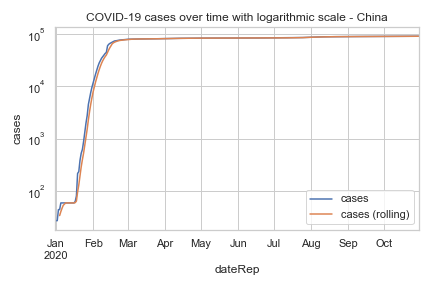 COVID-19 cases over time with logarithmic scale - China
cases
10^5
10^4
10^3
10^2
cases
cases (rolling)
Jan Feb Mar Apr May Jun Jul Aug Sep Oct
2020
dateRep